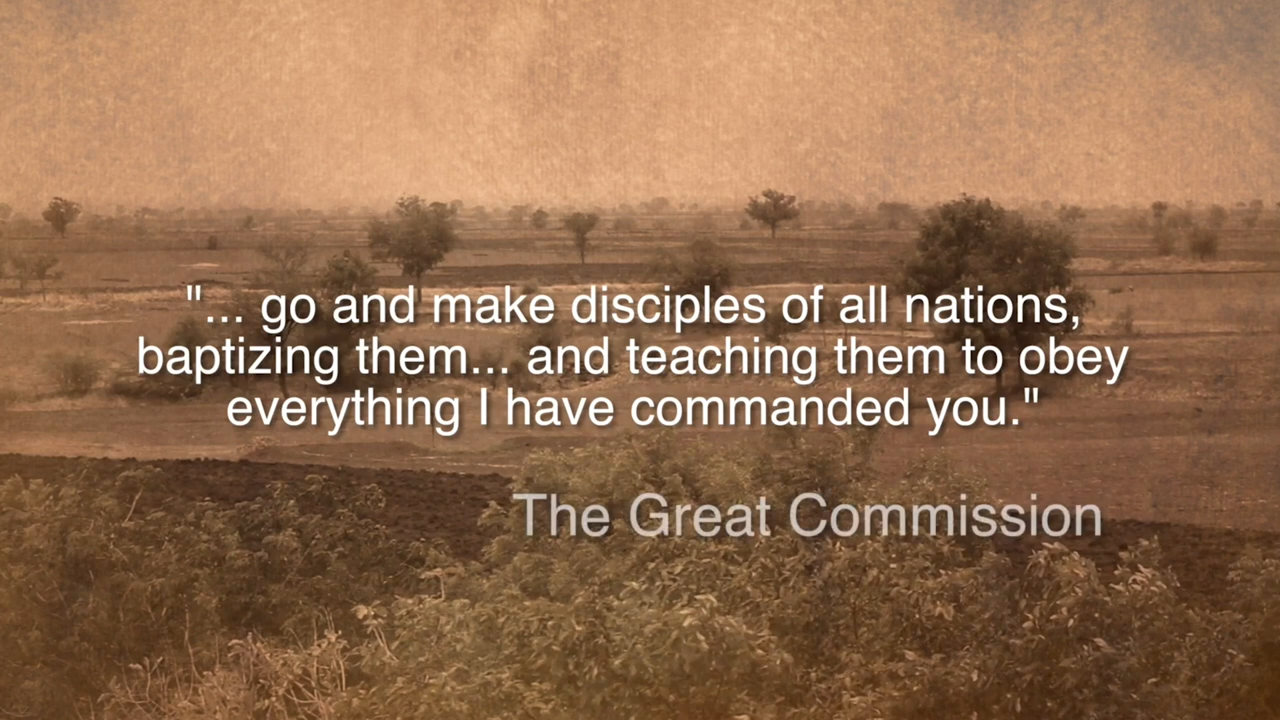 "... go and make disciples of all nations,
baptizing them... and teaching them to obey
everything I have commanded you."
The Great Commission